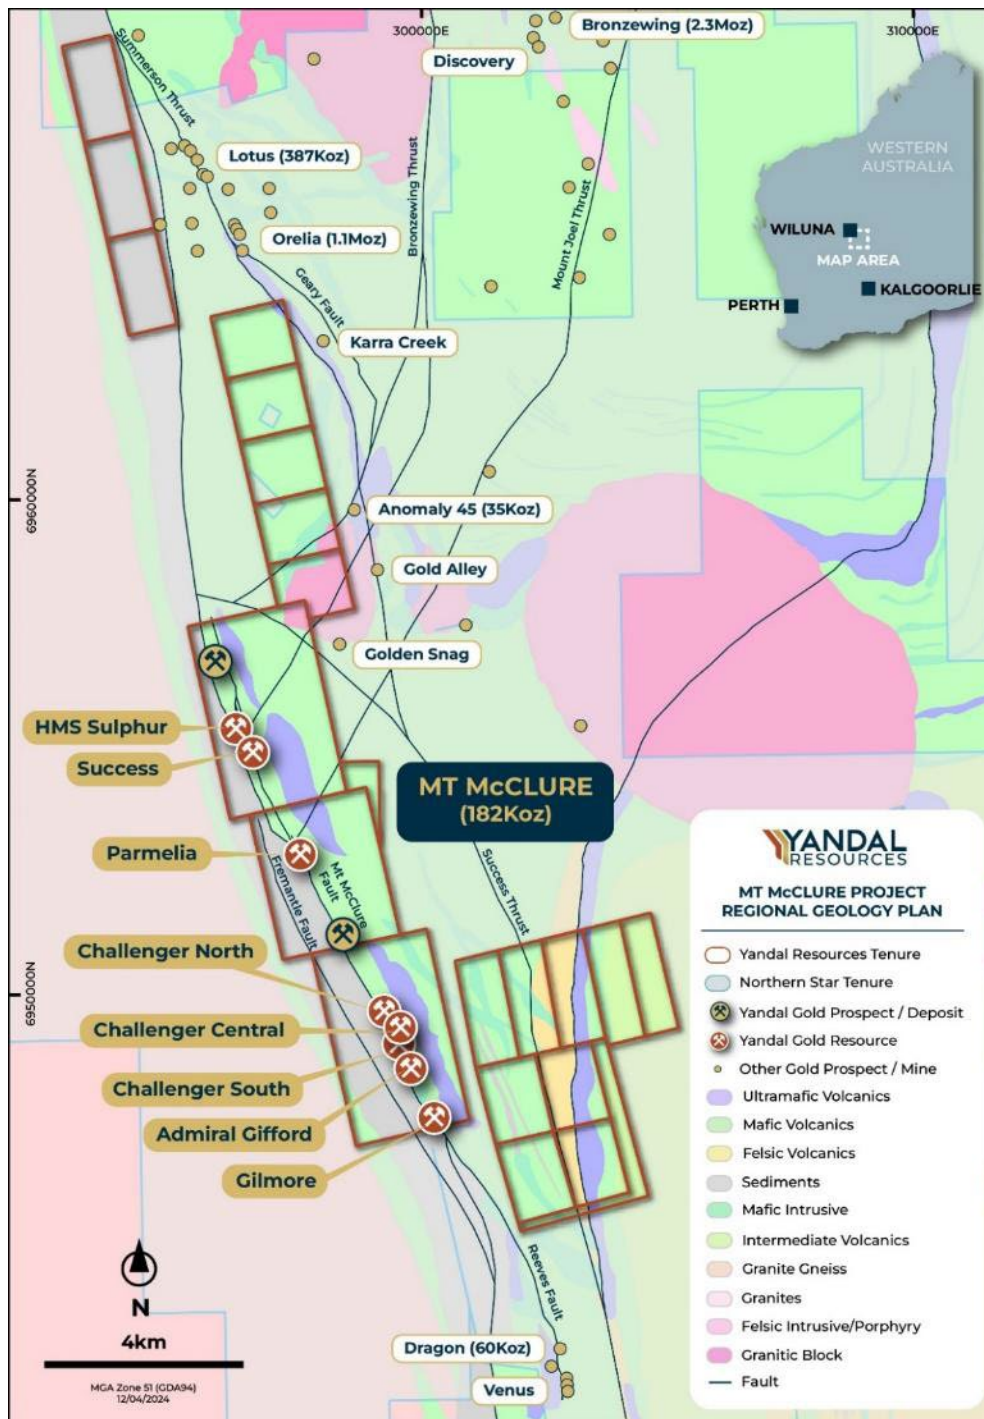 300000E
310000E
Bronzewing (2.3Moz)
Discovery
Summerson Thrust
Lotus (387Koz)
Bronzewing Thrust
Mount Joel Thrust
Orelia (1.1Moz)
Geary Fault
Karra Creek
WESTERN
AUSTRALIA
WILUNA
MAP AREA
KALGOORLIE
PERTH
6960000N
Anomaly 45 (35Koz)
Gold Alley
Golden Snag
HMS Sulphur
Success
MT McCLURE
(182Koz)
Parmelia
Mt McClure
Fault
Fremantle Fault
Success Thrust
Challenger North
6950000N
Challenger Central
Challenger South
Admiral Gifford
Gilmore
Reeves Fault
Dragon (60Koz)
Venus
N
4km
MGA Zone 51 (GDA94)
12/04/2024
YANDAL
RESOURCES
MT McCLURE PROJECT
REGIONAL GEOLOGY PLAN
Yandal Resources Tenure
Northern Star Tenure
Yandal Gold Prospect / Deposit
Yandal Gold Resource
Other Gold Prospect / Mine
Ultramafic Volcanics
Mafic Volcanics
Felsic Volcanics
Sediments
Mafic Intrusive
Intermediate Volcanics
Granite Gneiss
Granites
Felsic Intrusive/Porphyry
Granitic Block
Fault